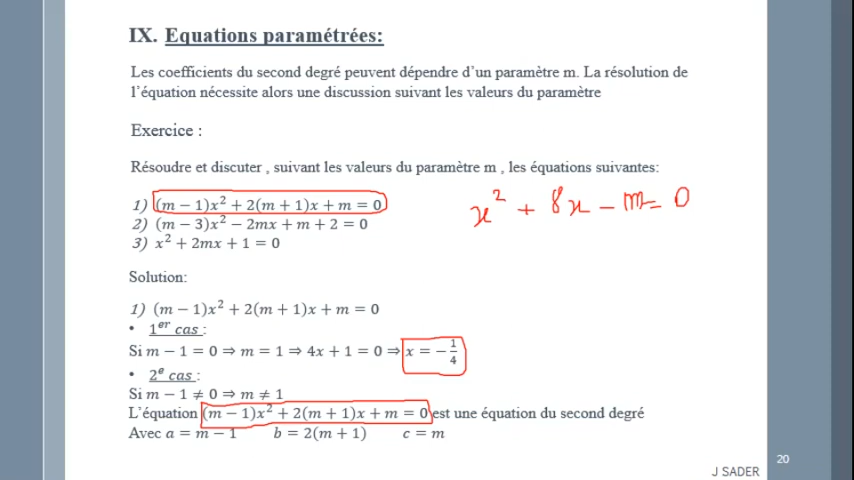 IX. Equations paramétrées:
Les coefficients du second degré peuvent dépendre d'un paramètre m. La résolution de
l'équation nécessite alors une discussion suivant les valeurs du paramètre
Exercice :
Résoudre et discuter , suivant les valeurs du paramètre m , les équations suivantes:
1) (m − 1)x² + 2(m + 1)x + m = 0
x² + 8x − m = 0
2) (m − 3)x² − 2mx + m + 2 = 0
3) x² + 2mx + 1 = 0
Solution:
1) (m − 1)x² + 2(m + 1)x + m = 0
• 1er cas :
Si m − 1 = 0 ⇒ m = 1 ⇒ 4x + 1 = 0 ⇒ x = −1/4
• 2e cas :
Si m − 1 ≠ 0 ⇒ m ≠ 1
L'équation (m − 1)x² + 2(m + 1)x + m = 0 est une équation du second degré
Avec a = m − 1 b = 2(m + 1) c = m
20
J SADER